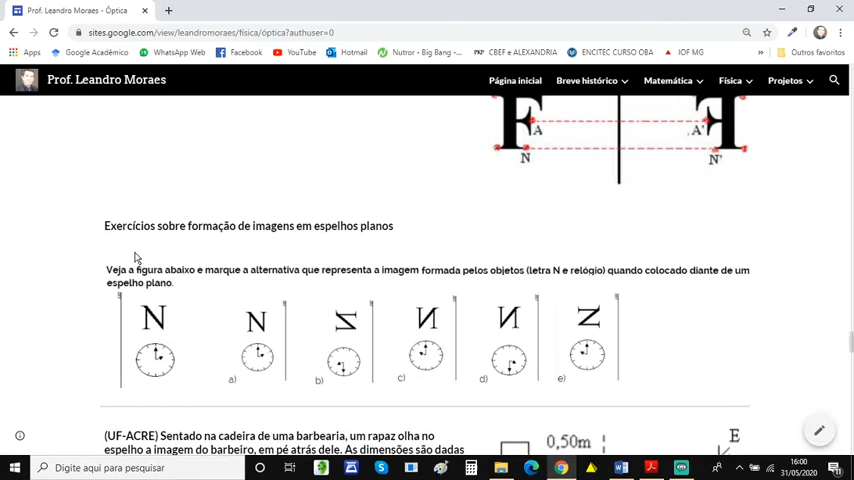 Prof. Leandro Moraes - Óptica
sites.google.com/view/leandromoraes/física/óptica?authuser=0
Apps
Google Acadêmico
WhatsApp Web
Facebook
YouTube
Hotmail
Nutror - Big Bang -...
CBEF e ALEXANDRIA
ENCITEC CURSO OBA
IOF MG
Outros favoritos
Prof. Leandro Moraes
Página inicial
Breve histórico
Matemática
Física
Projetos
F
A
A'
N
N'
Exercícios sobre formação de imagens em espelhos planos
Veja a figura abaixo e marque a alternativa que representa a imagem formada pelos objetos (letra N e relógio) quando colocado diante de um
espelho plano.
N
N
a)
b)
c)
d)
e)
(UF-ACRE) Sentado na cadeira de uma barbearia, um rapaz olha no
espelho a imagem do barbeiro, em pé atrás dele. As dimensões são dadas
0,50m
E
Digite aqui para pesquisar
16:00
31/05/2020